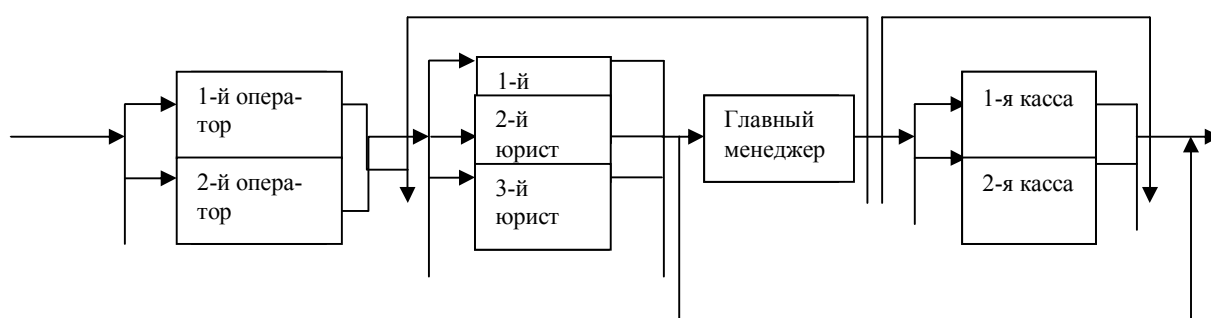 1-й опера-
тор
2-й опера-
тор
1-й
2-й
юрист
3-й
юрист
Главный
менеджер
1-я касса
2-я касса